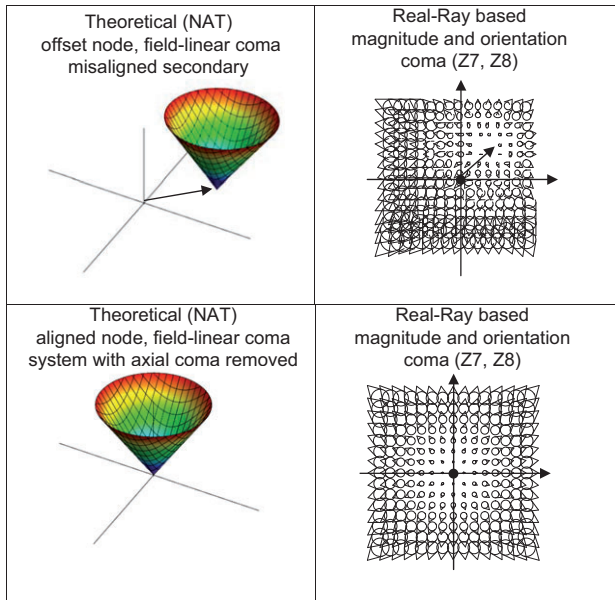 Theoretical (NAT)
offset node, field-linear coma
misaligned secondary
Real-Ray based
magnitude and orientation
coma (Z7, Z8)
Theoretical (NAT)
aligned node, field-linear coma
system with axial coma removed
Real-Ray based
magnitude and orientation
coma (Z7, Z8)